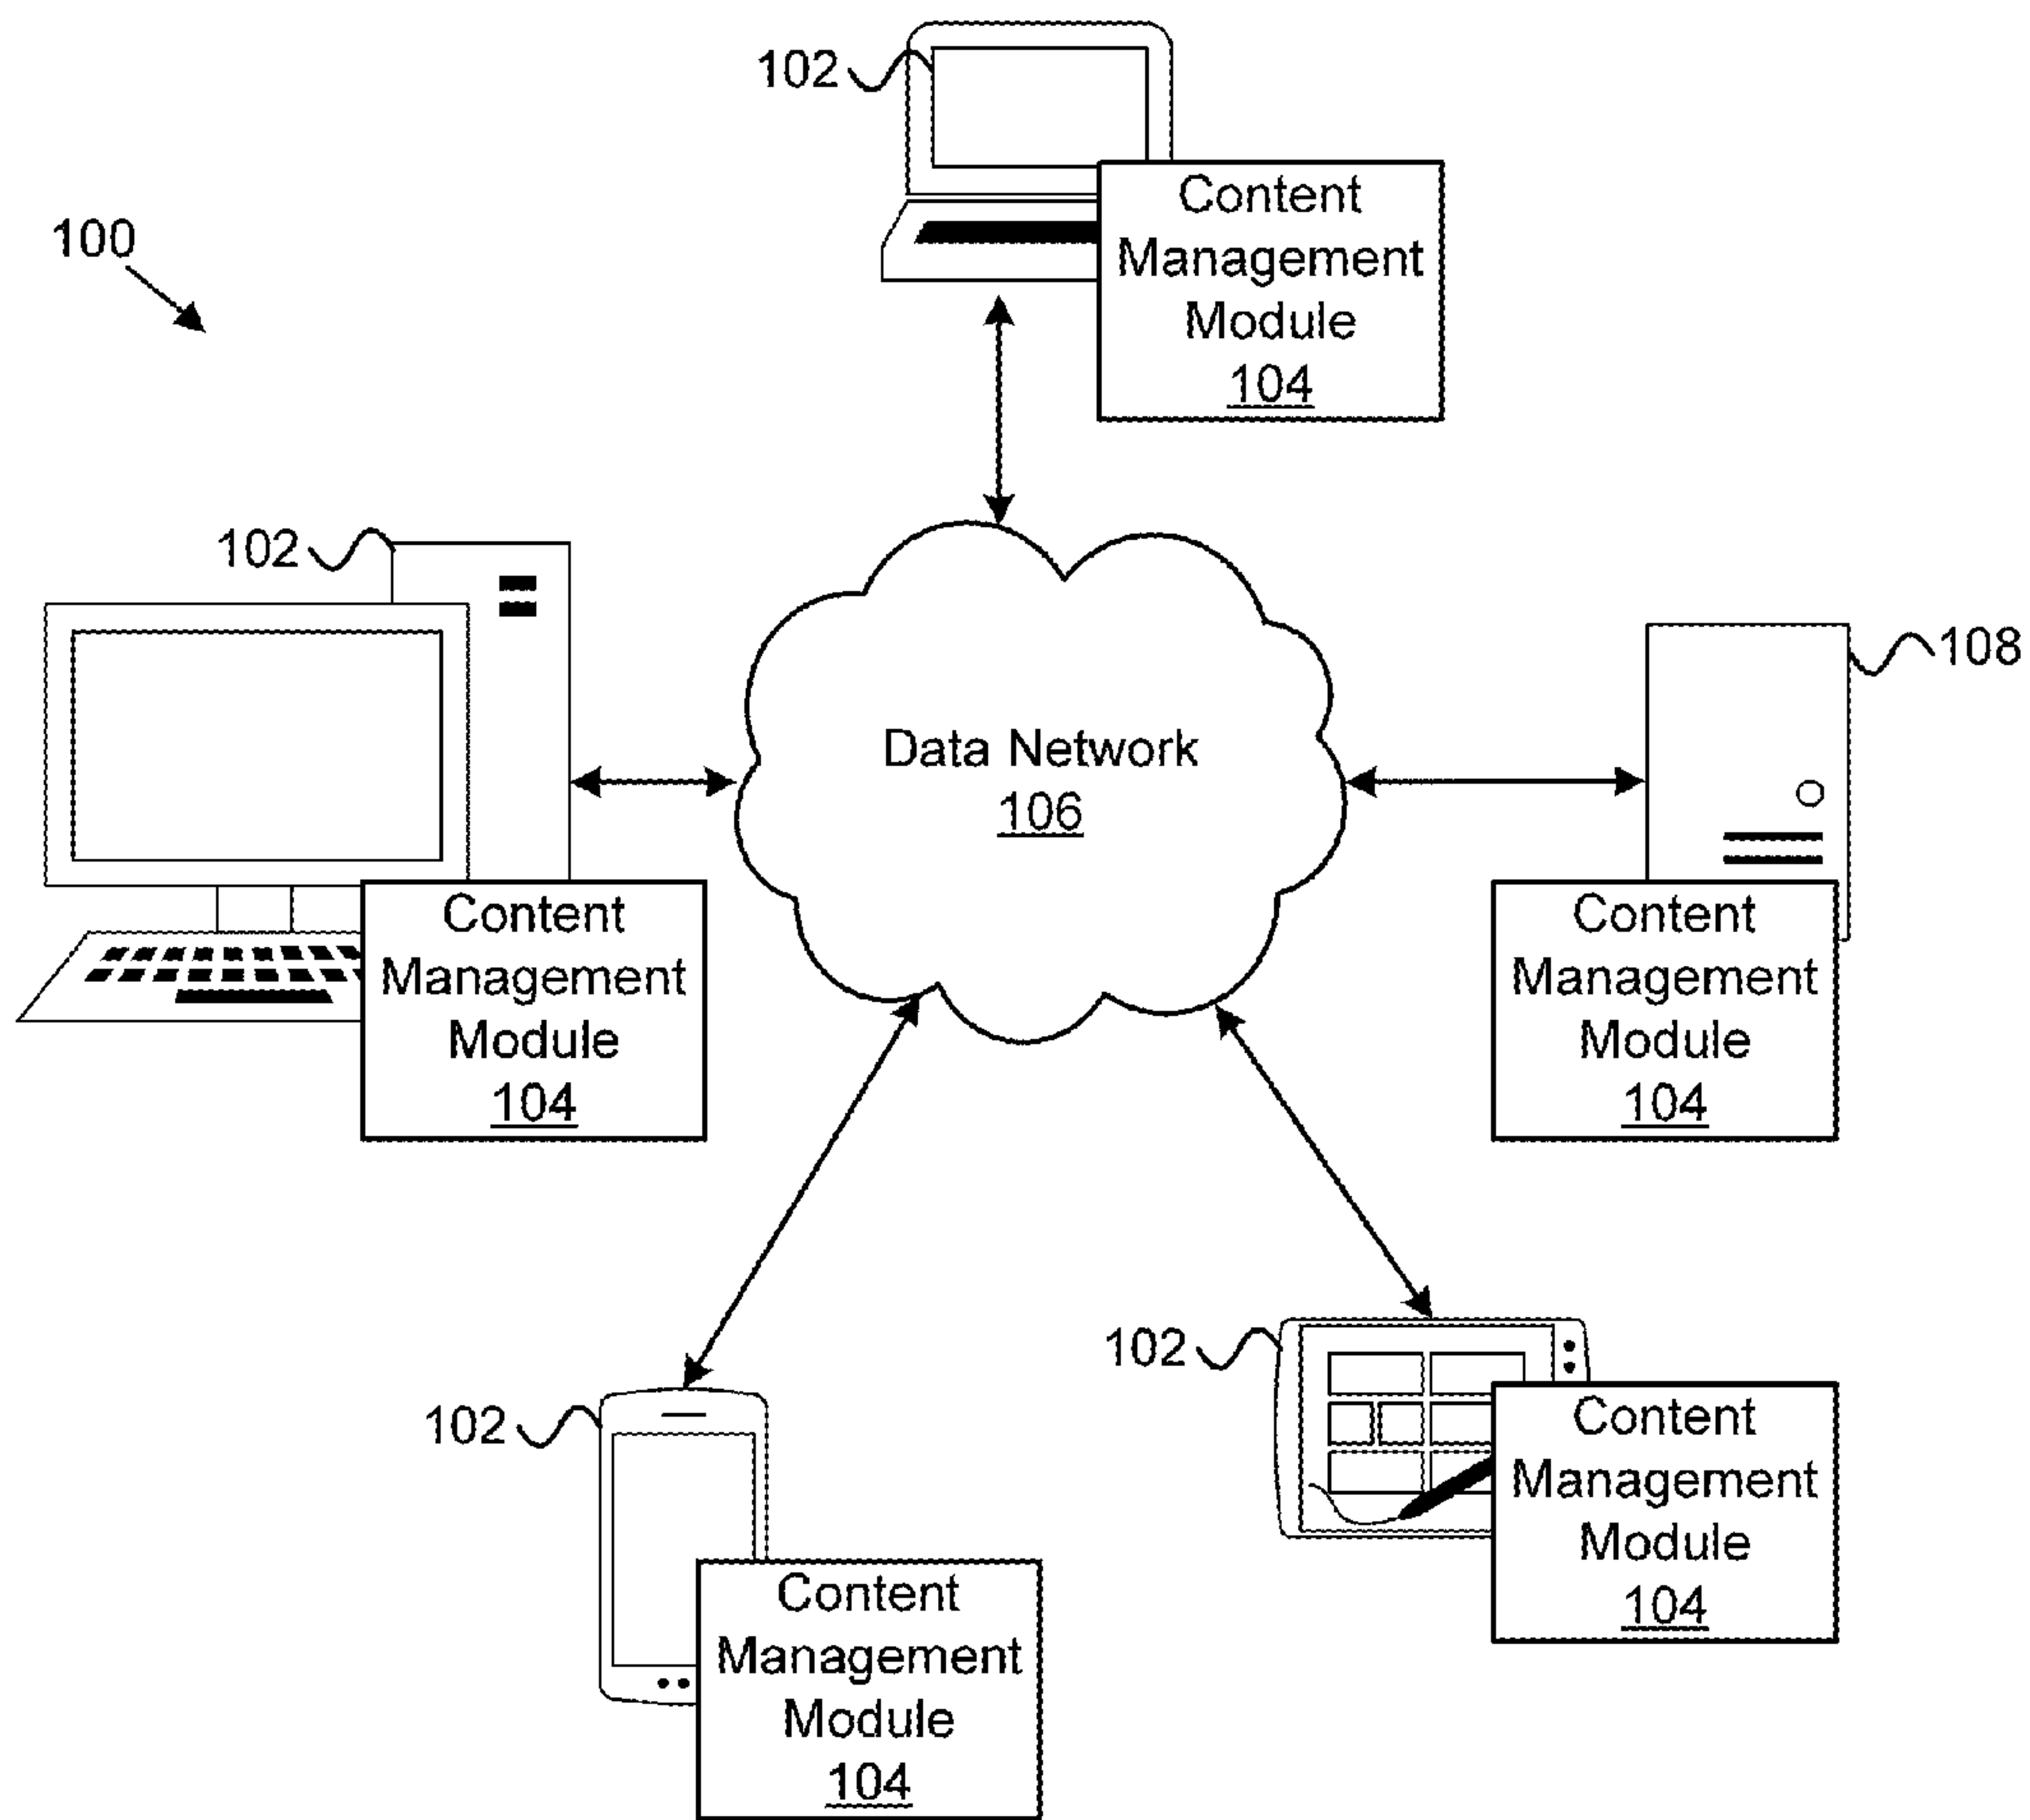 102
Content
Management
Module
104
100
102
Content
Management
Module
104
Data Network
106
108
Content
Management
Module
104
102
Content
Management
Module
104
102
Content
Management
Module
104